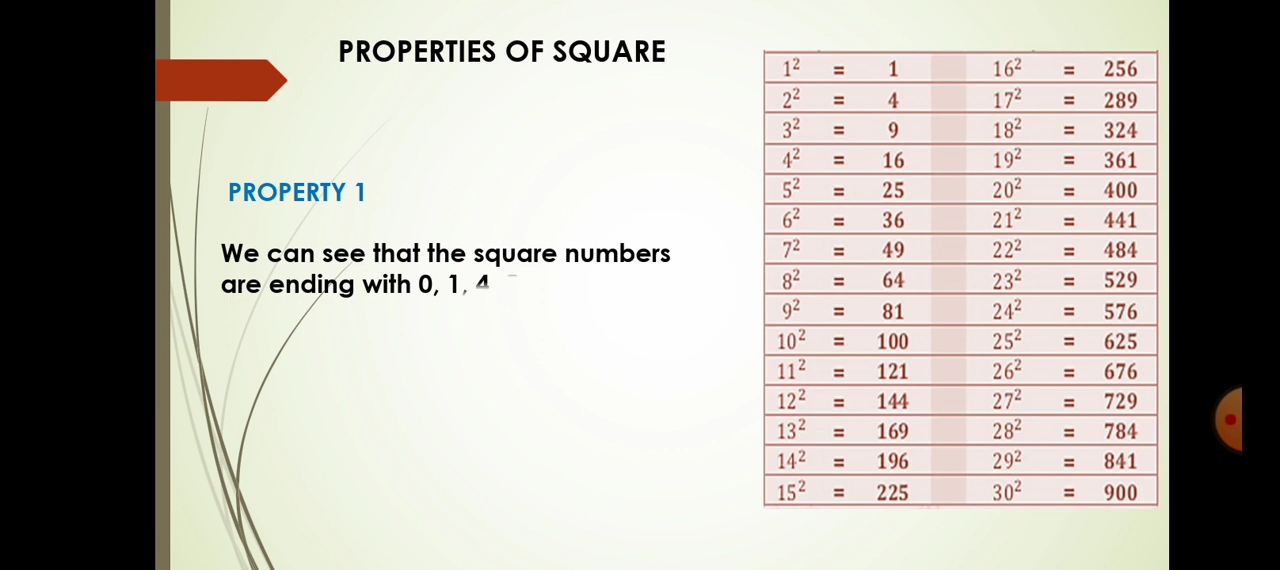 PROPERTIES OF SQUARE
PROPERTY 1
We can see that the square numbers
are ending with 0, 1, 4
1² = 1 16² = 256
2² = 4 17² = 289
3² = 9 18² = 324
4² = 16 19² = 361
5² = 25 20² = 400
6² = 36 21² = 441
7² = 49 22² = 484
8² = 64 23² = 529
9² = 81 24² = 576
10² = 100 25² = 625
11² = 121 26² = 676
12² = 144 27² = 729
13² = 169 28² = 784
14² = 196 29² = 841
15² = 225 30² = 900